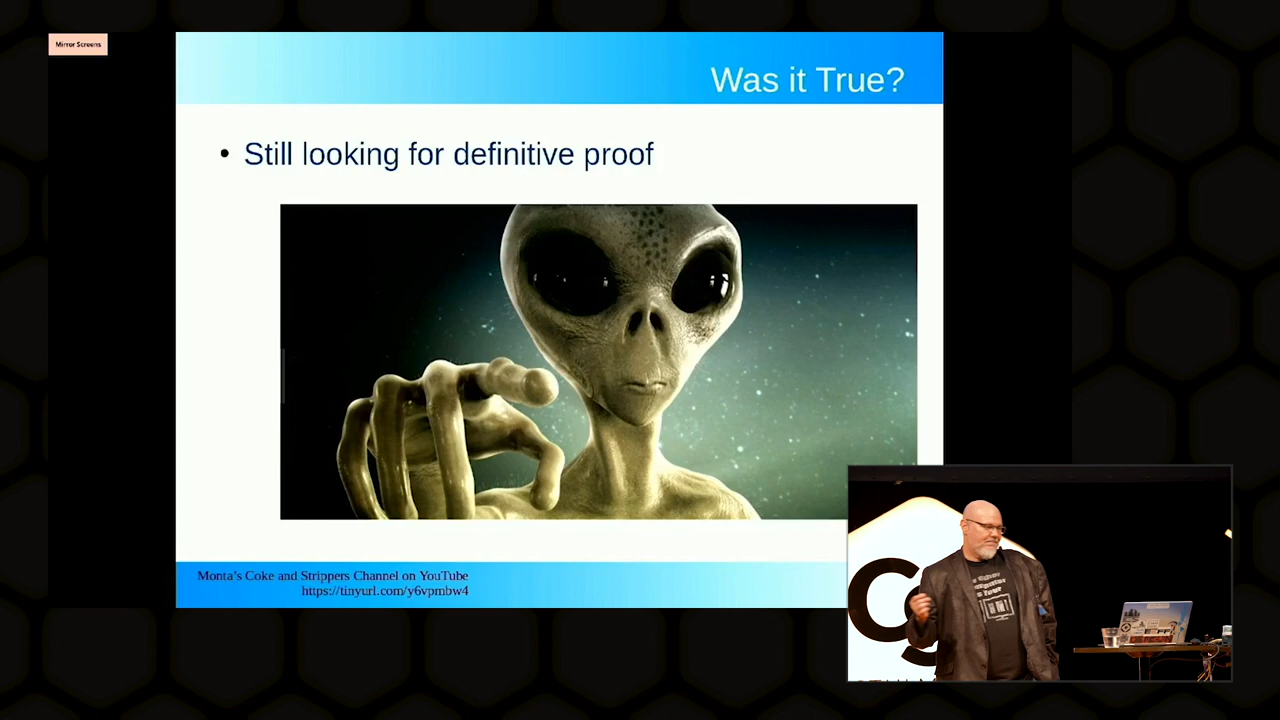 Mirror Screens
Was it True?
• Still looking for definitive proof
Monta's Coke and Strippers Channel on YouTube
https://tinyurl.com/y6vpmbw4